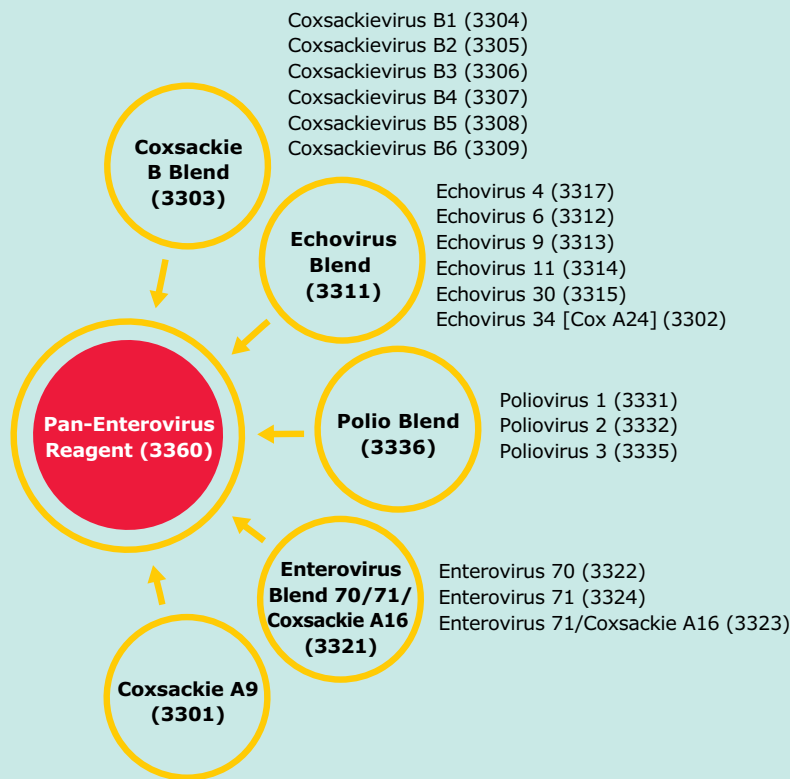 Coxsackievirus B1 (3304)
Coxsackievirus B2 (3305)
Coxsackievirus B3 (3306)
Coxsackievirus B4 (3307)
Coxsackievirus B5 (3308)
Coxsackievirus B6 (3309)
Coxsackie
B Blend
(3303)
Echovirus 4 (3317)
Echovirus 6 (3312)
Echovirus 9 (3313)
Echovirus 11 (3314)
Echovirus 30 (3315)
Echovirus 34 [Cox A24] (3302)
Echovirus
Blend
(3311)
Pan-Enterovirus
Reagent (3360)
Polio Blend
(3336)
Poliovirus 1 (3331)
Poliovirus 2 (3332)
Poliovirus 3 (3335)
Enterovirus
Blend 70/71/
Coxsackie A16
(3321)
Enterovirus 70 (3322)
Enterovirus 71 (3324)
Enterovirus 71/Coxsackie A16 (3323)
Coxsackie A9
(3301)